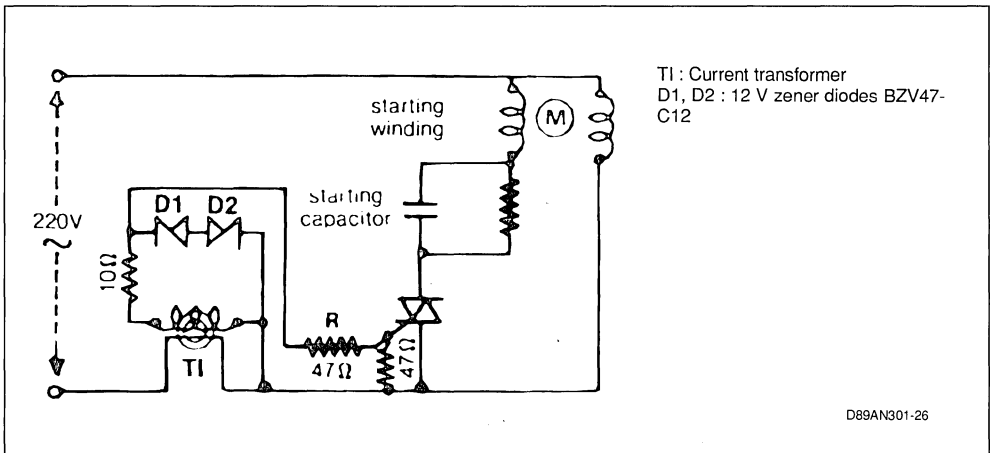 TI : Current transformer
D1, D2 : 12 V zener diodes BZV47-
C12
starting
winding
M
starting
capacitor
220V
~
D1 D2
10Ω
TI
R
47Ω
47Ω
D89AN301-26